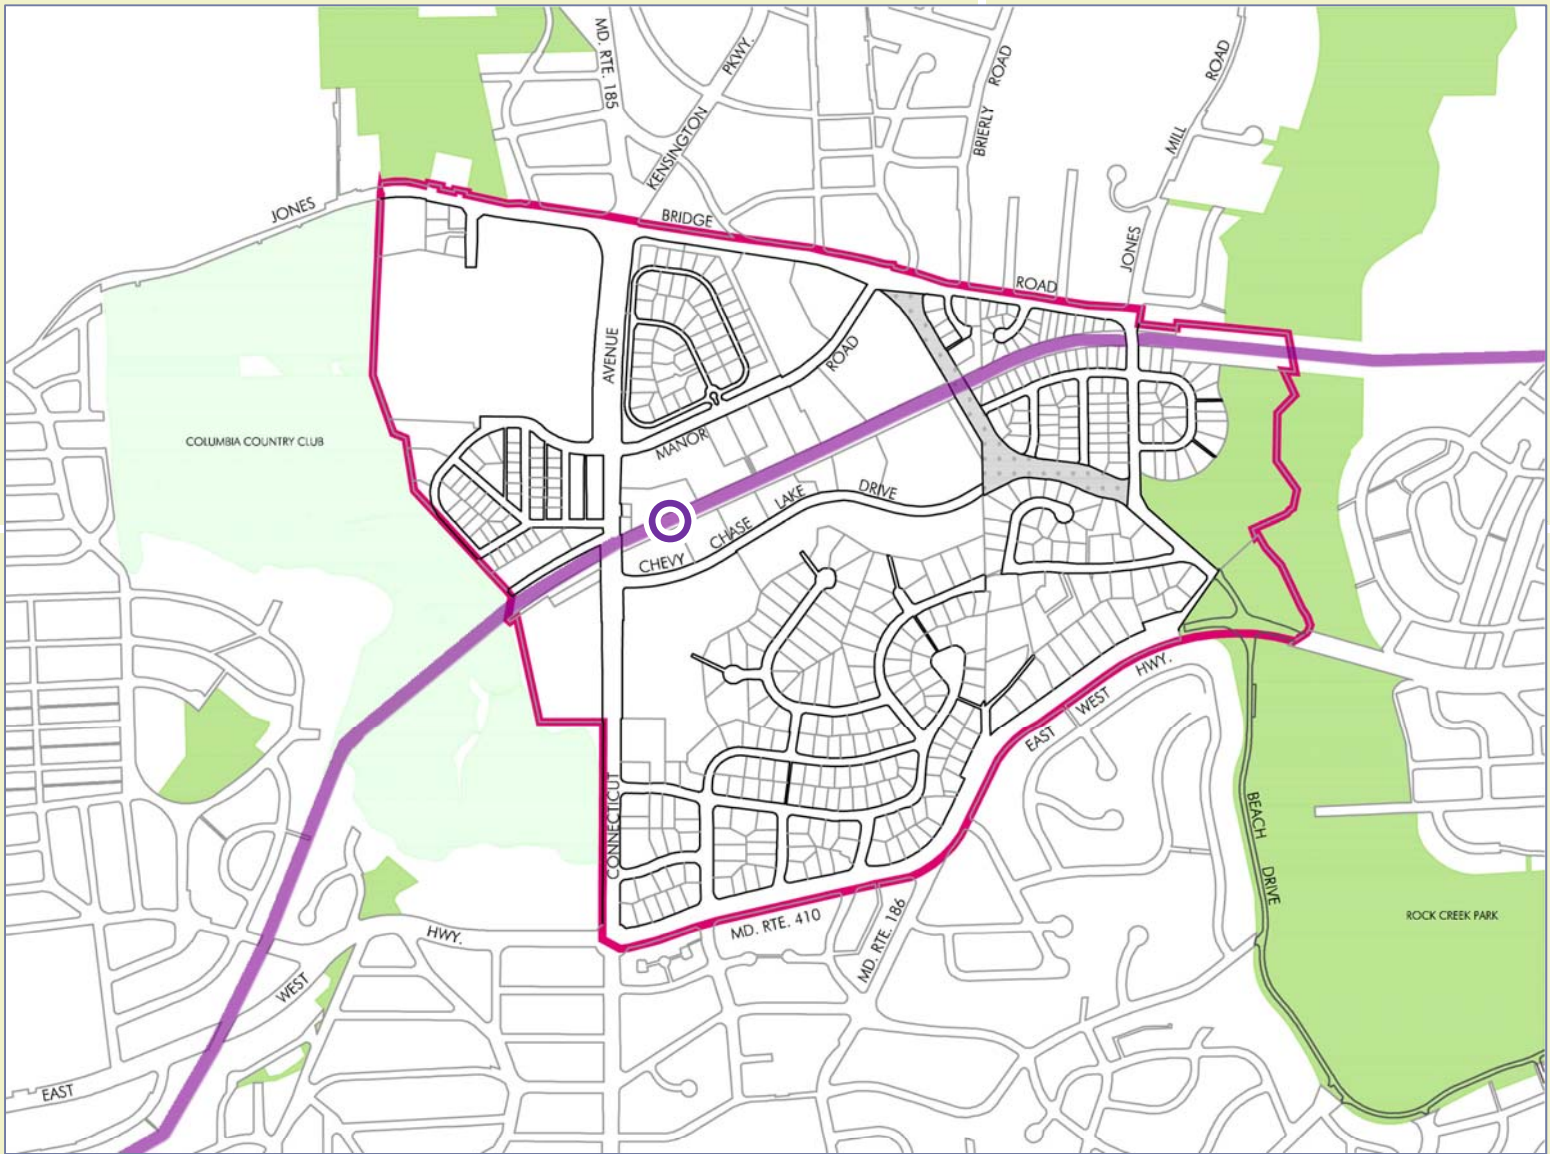 MD. RTE. 185
KENSINGTON PKWY.
BRIERLY ROAD
JONES MILL ROAD
JONES BRIDGE ROAD
AVENUE
MANOR ROAD
COLUMBIA COUNTRY CLUB
CHEVY CHASE LAKE DRIVE
EAST WEST HWY.
CONNECTICUT
BEACH DRIVE
ROCK CREEK PARK
MD. RTE. 410
MD. RTE. 186
EAST WEST HWY.